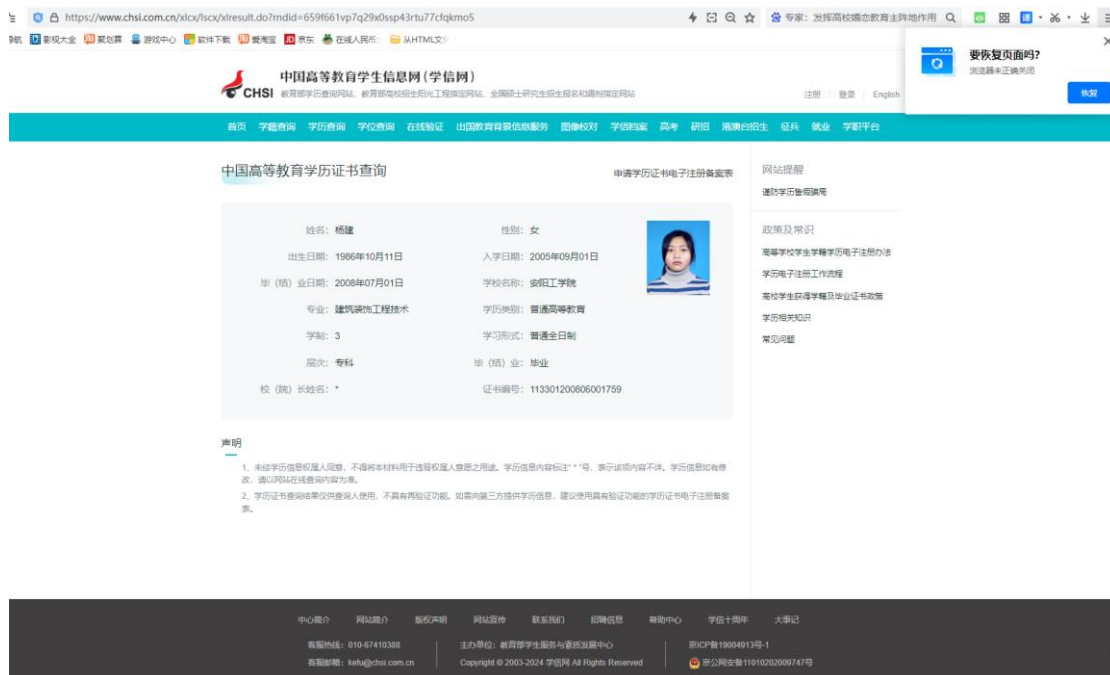 https://www.chsi.com.cn/xlcx/lscx/xlresult.do?rndid=659f661vp7q29x0ssp43rtu77cfqkmo5
专家：发挥高校婚恋教育主阵地作用
影视大全 聚划算 游戏中心 软件下载 爱淘宝 京东 在线人民币 从HTML文
要恢复页面吗?
浏览器未正确关闭
恢复
中国高等教育学生信息网(学信网)
CHSI 教育部学历查询网站、教育部高校招生阳光工程指定网站、全国硕士研究生招生报名和调剂指定网站
注册 登录 English
首页 学籍查询 学历查询 学位查询 在线验证 出国教育背景信息服务 图像校对 学信档案 高考 研招 港澳台招生 征兵 就业 学职平台
中国高等教育学历证书查询
申请学历证书电子注册备案表
姓名: 杨建 性别: 女
出生日期: 1986年10月11日 入学日期: 2005年09月01日
毕（结）业日期: 2008年07月01日 学校名称: 安阳工学院
专业: 建筑装饰工程技术 学历类别: 普通高等教育
学制: 3 学习形式: 普通全日制
层次: 专科 毕（结）业: 毕业
校（院）长姓名: * 证书编号: 113301200806001759
网站提醒
谨防学历售假骗局
政策及常识
高等学校学生学籍学历电子注册办法
学历电子注册工作流程
高校学生获得学籍及毕业证书政策
学历相关知识
常见问题
声明
1、未经学历信息权属人同意，不得将本材料用于违背权属人意愿之用途。学历信息内容标注“*”号，表示该项内容不详。学历信息如有修
改，请以网站在线查询内容为准。
2、学历证书查询结果仅供查询人使用，不具有再验证功能。如需向第三方提供学历信息，建议使用具有验证功能的学历证书电子注册备案
表。
中心简介 网站简介 版权声明 网站宣传 联系我们 招聘信息 帮助中心 学信十周年 大事记
客服热线：010-67410388 主办单位：教育部学生服务与素质发展中心 京ICP备19004913号-1
客服邮箱：kefu@chsi.com.cn Copyright © 2003-2024 学信网 All Rights Reserved 京公网安备11010202009747号